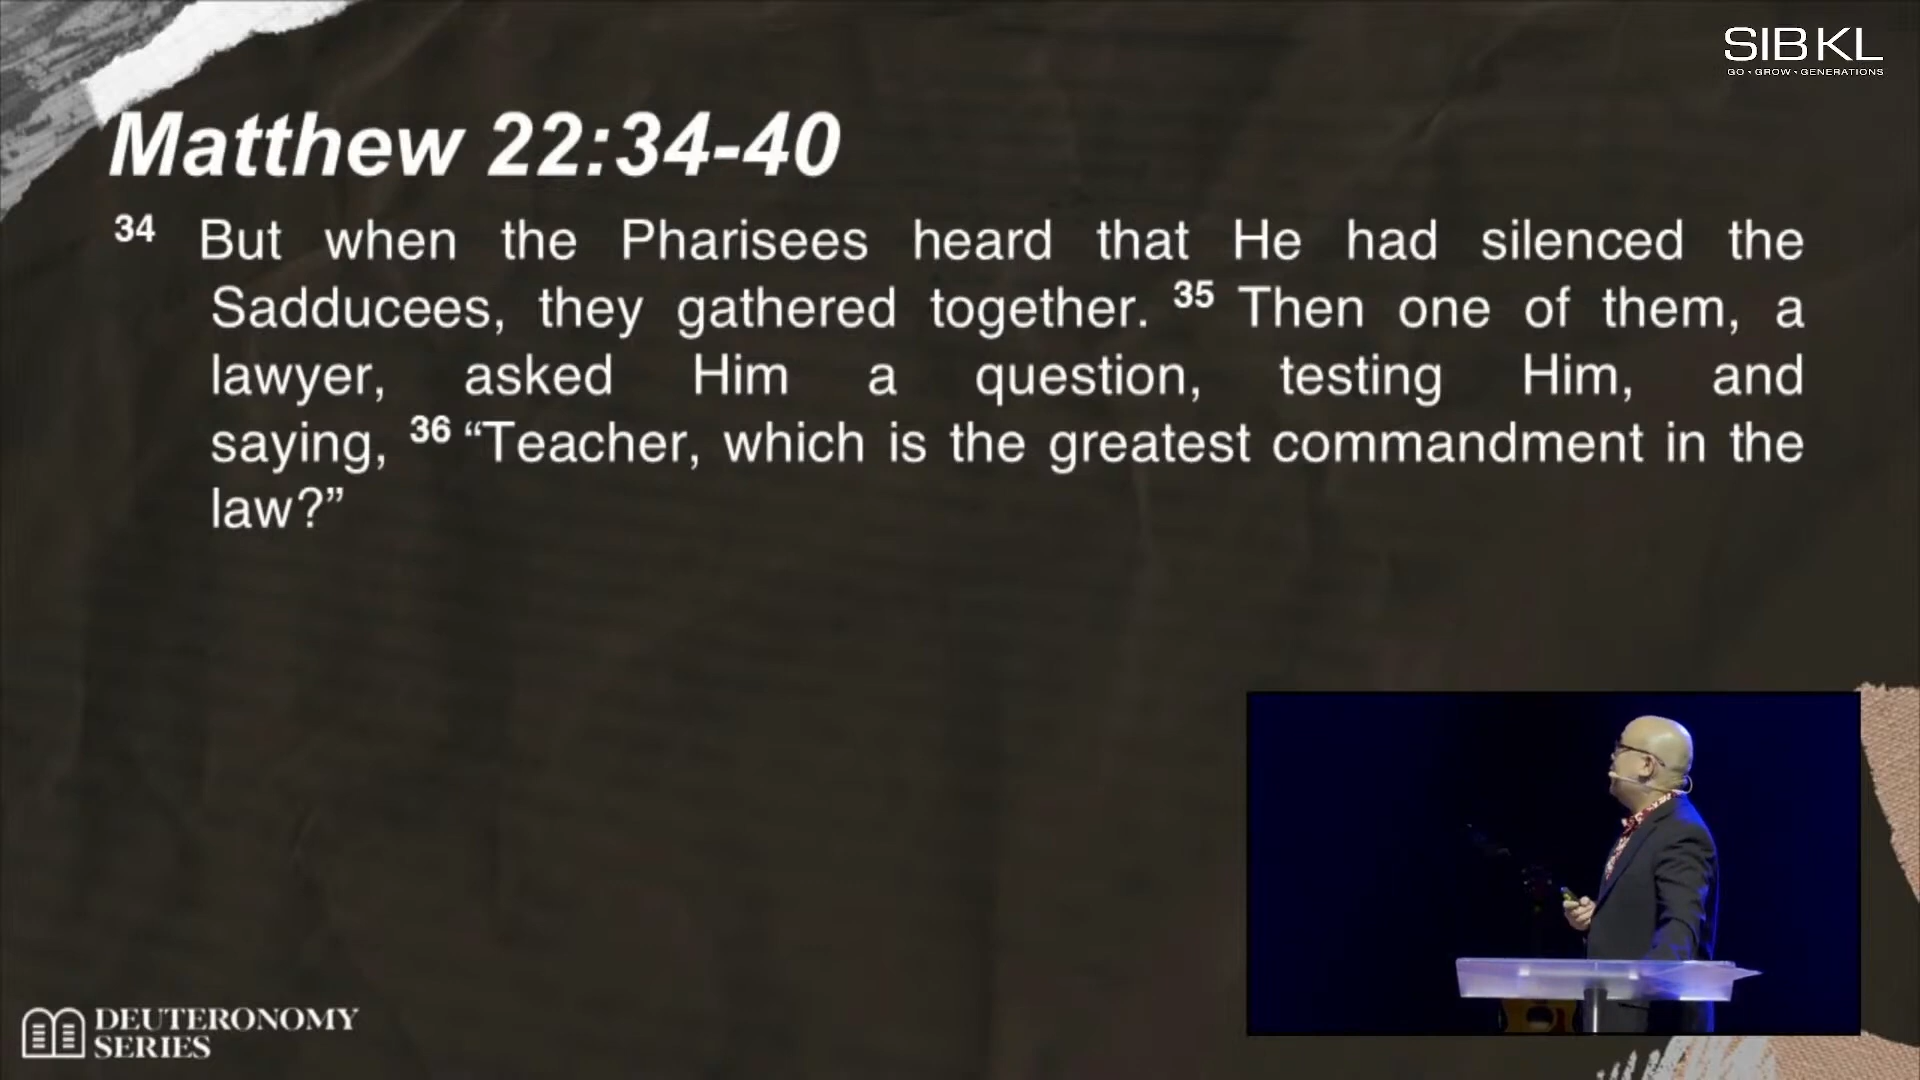 SIBKL
GO • GROW • GENERATIONS
Matthew 22:34-40
34 But when the Pharisees heard that He had silenced the
Sadducees, they gathered together. 35 Then one of them, a
lawyer, asked Him a question, testing Him, and
saying, 36 “Teacher, which is the greatest commandment in the
law?”
DEUTERONOMY
SERIES